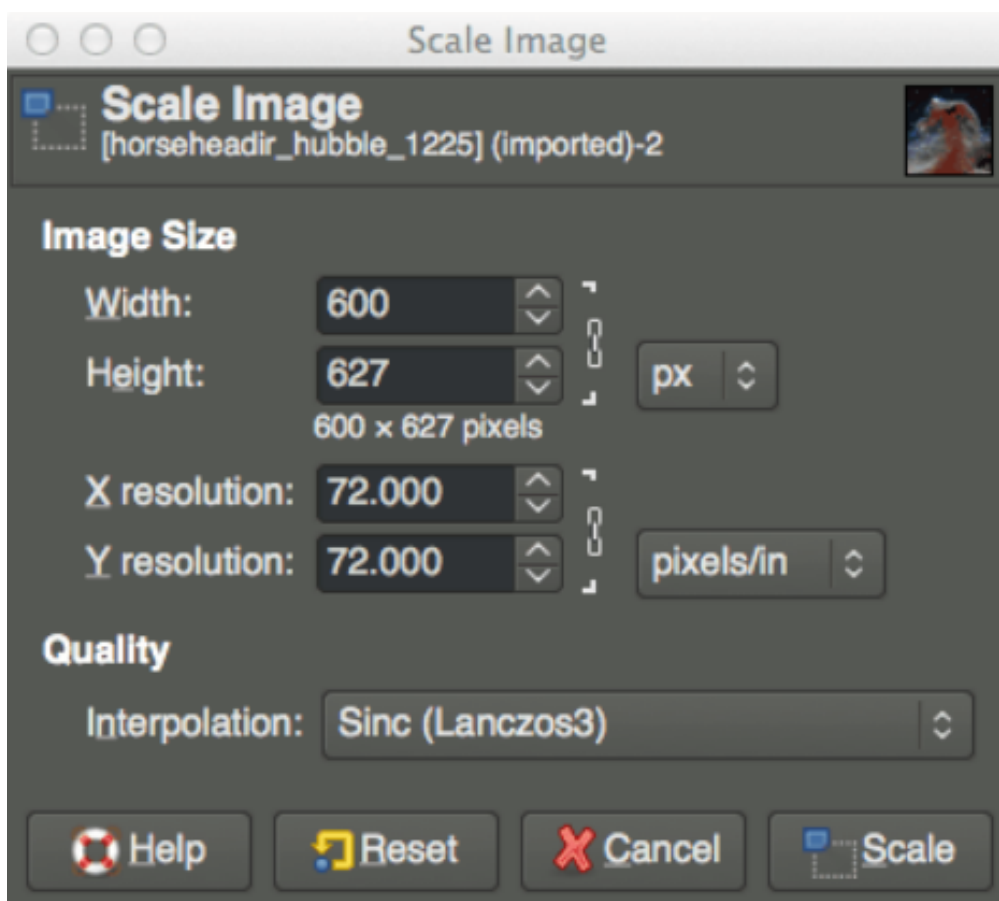 Scale Image
Scale Image
[horseheadir_hubble_1225] (imported)-2
Image Size
Width: 600
Height: 627 px
600 × 627 pixels
X resolution: 72.000
Y resolution: 72.000 pixels/in
Quality
Interpolation: Sinc (Lanczos3)
Help Reset Cancel Scale